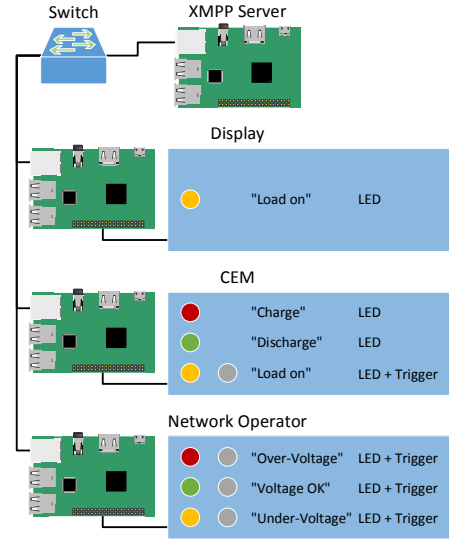 Switch
XMPP Server
Display
"Load on" LED
CEM
"Charge" LED
"Discharge" LED
"Load on" LED + Trigger
Network Operator
"Over-Voltage" LED + Trigger
"Voltage OK" LED + Trigger
"Under-Voltage" LED + Trigger